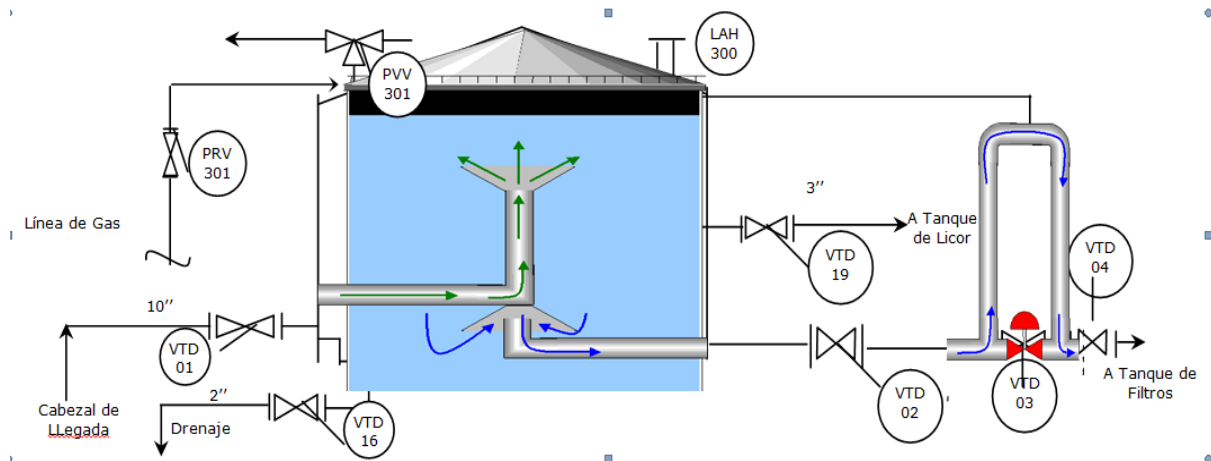 LAH
300
PVV
301
PRV
301
Línea de Gas
3’’
A Tanque
de Licor
VTD
19
VTD
04
10’’
VTD
01
VTD
02
VTD
03
A Tanque de
Filtros
Cabezal de
LLegada
2’’
Drenaje
VTD
16